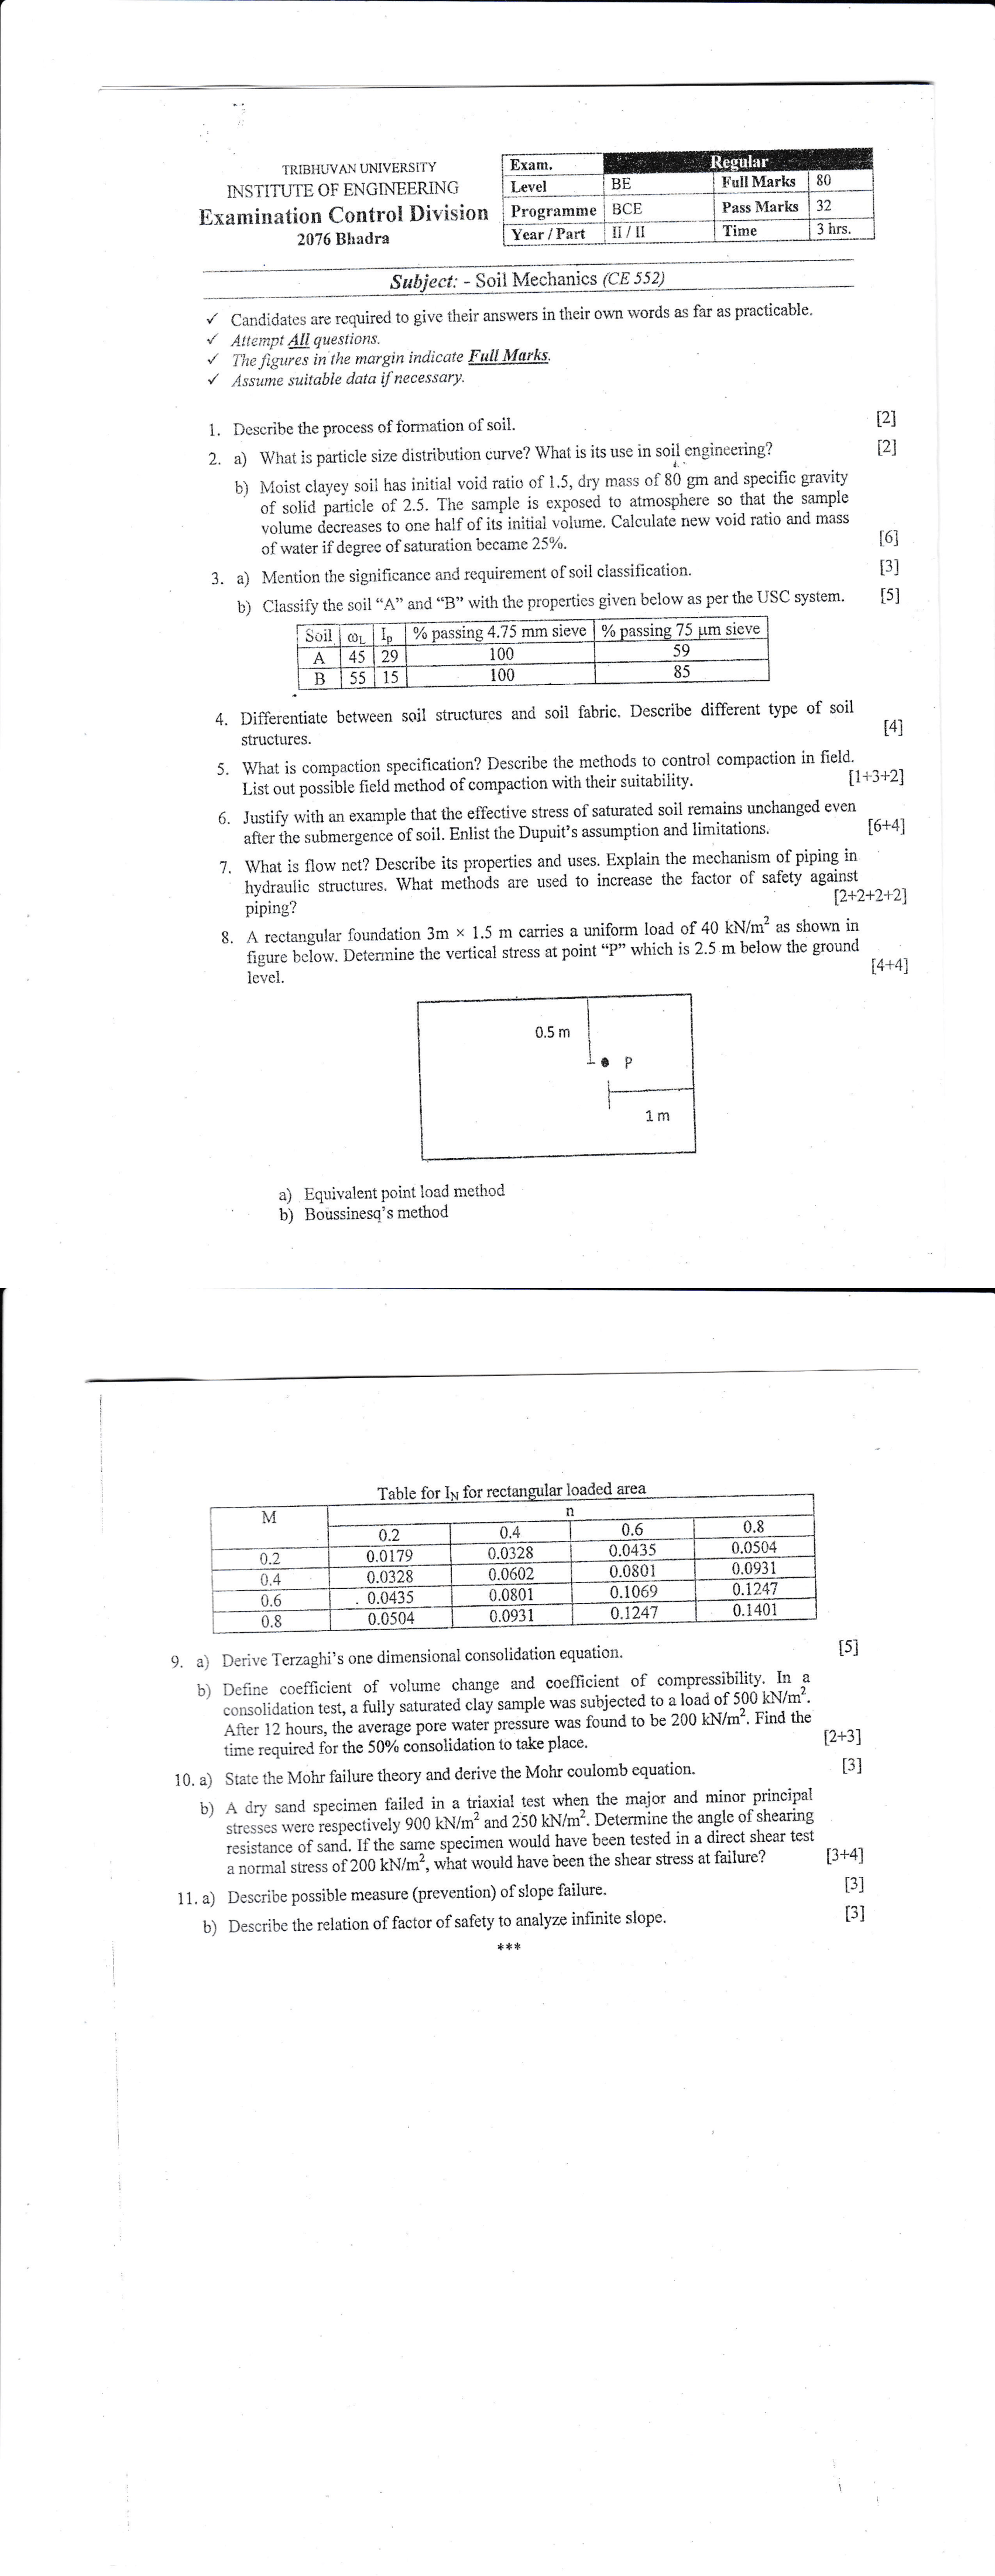 TRIBHUVAN UNIVERSITY
INSTITUTE OF ENGINEERING
Examination Control Division
2076 Bhadra
Exam. Regular
Level BE Full Marks 80
Programme BCE Pass Marks 32
Year / Part II / II Time 3 hrs.
Subject: - Soil Mechanics (CE 552)
✓ Candidates are required to give their answers in their own words as far as practicable.
✓ Attempt All questions.
✓ The figures in the margin indicate Full Marks.
✓ Assume suitable data if necessary.
1. Describe the process of formation of soil. [2]
2. a) What is particle size distribution curve? What is its use in soil engineering? [2]
b) Moist clayey soil has initial void ratio of 1.5, dry mass of 80 gm and specific gravity
of solid particle of 2.5. The sample is exposed to atmosphere so that the sample
volume decreases to one half of its initial volume. Calculate new void ratio and mass
of water if degree of saturation became 25%. [6]
3. a) Mention the significance and requirement of soil classification. [3]
b) Classify the soil “A” and “B” with the properties given below as per the USC system. [5]
Soil ωL Ip % passing 4.75 mm sieve % passing 75 μm sieve
A 45 29 100 59
B 55 15 100 85
4. Differentiate between soil structures and soil fabric. Describe different type of soil
structures. [4]
5. What is compaction specification? Describe the methods to control compaction in field.
List out possible field method of compaction with their suitability. [1+3+2]
6. Justify with an example that the effective stress of saturated soil remains unchanged even
after the submergence of soil. Enlist the Dupuit's assumption and limitations. [6+4]
7. What is flow net? Describe its properties and uses. Explain the mechanism of piping in
hydraulic structures. What methods are used to increase the factor of safety against
piping? [2+2+2+2]
8. A rectangular foundation 3m × 1.5 m carries a uniform load of 40 kN/m² as shown in
figure below. Determine the vertical stress at point “P” which is 2.5 m below the ground
level. [4+4]
0.5 m
P
1 m
a) Equivalent point load method
b) Boussinesq's method
Table for IN for rectangular loaded area
M n
0.2 0.4 0.6 0.8
0.2 0.0179 0.0328 0.0435 0.0504
0.4 0.0328 0.0602 0.0801 0.0931
0.6 0.0435 0.0801 0.1069 0.1247
0.8 0.0504 0.0931 0.1247 0.1401
9. a) Derive Terzaghi's one dimensional consolidation equation. [5]
b) Define coefficient of volume change and coefficient of compressibility. In a
consolidation test, a fully saturated clay sample was subjected to a load of 500 kN/m².
After 12 hours, the average pore water pressure was found to be 200 kN/m². Find the
time required for the 50% consolidation to take place. [2+3]
10. a) State the Mohr failure theory and derive the Mohr coulomb equation. [3]
b) A dry sand specimen failed in a triaxial test when the major and minor principal
stresses were respectively 900 kN/m² and 250 kN/m². Determine the angle of shearing
resistance of sand. If the same specimen would have been tested in a direct shear test
a normal stress of 200 kN/m², what would have been the shear stress at failure? [3+4]
11. a) Describe possible measure (prevention) of slope failure. [3]
b) Describe the relation of factor of safety to analyze infinite slope. [3]
***